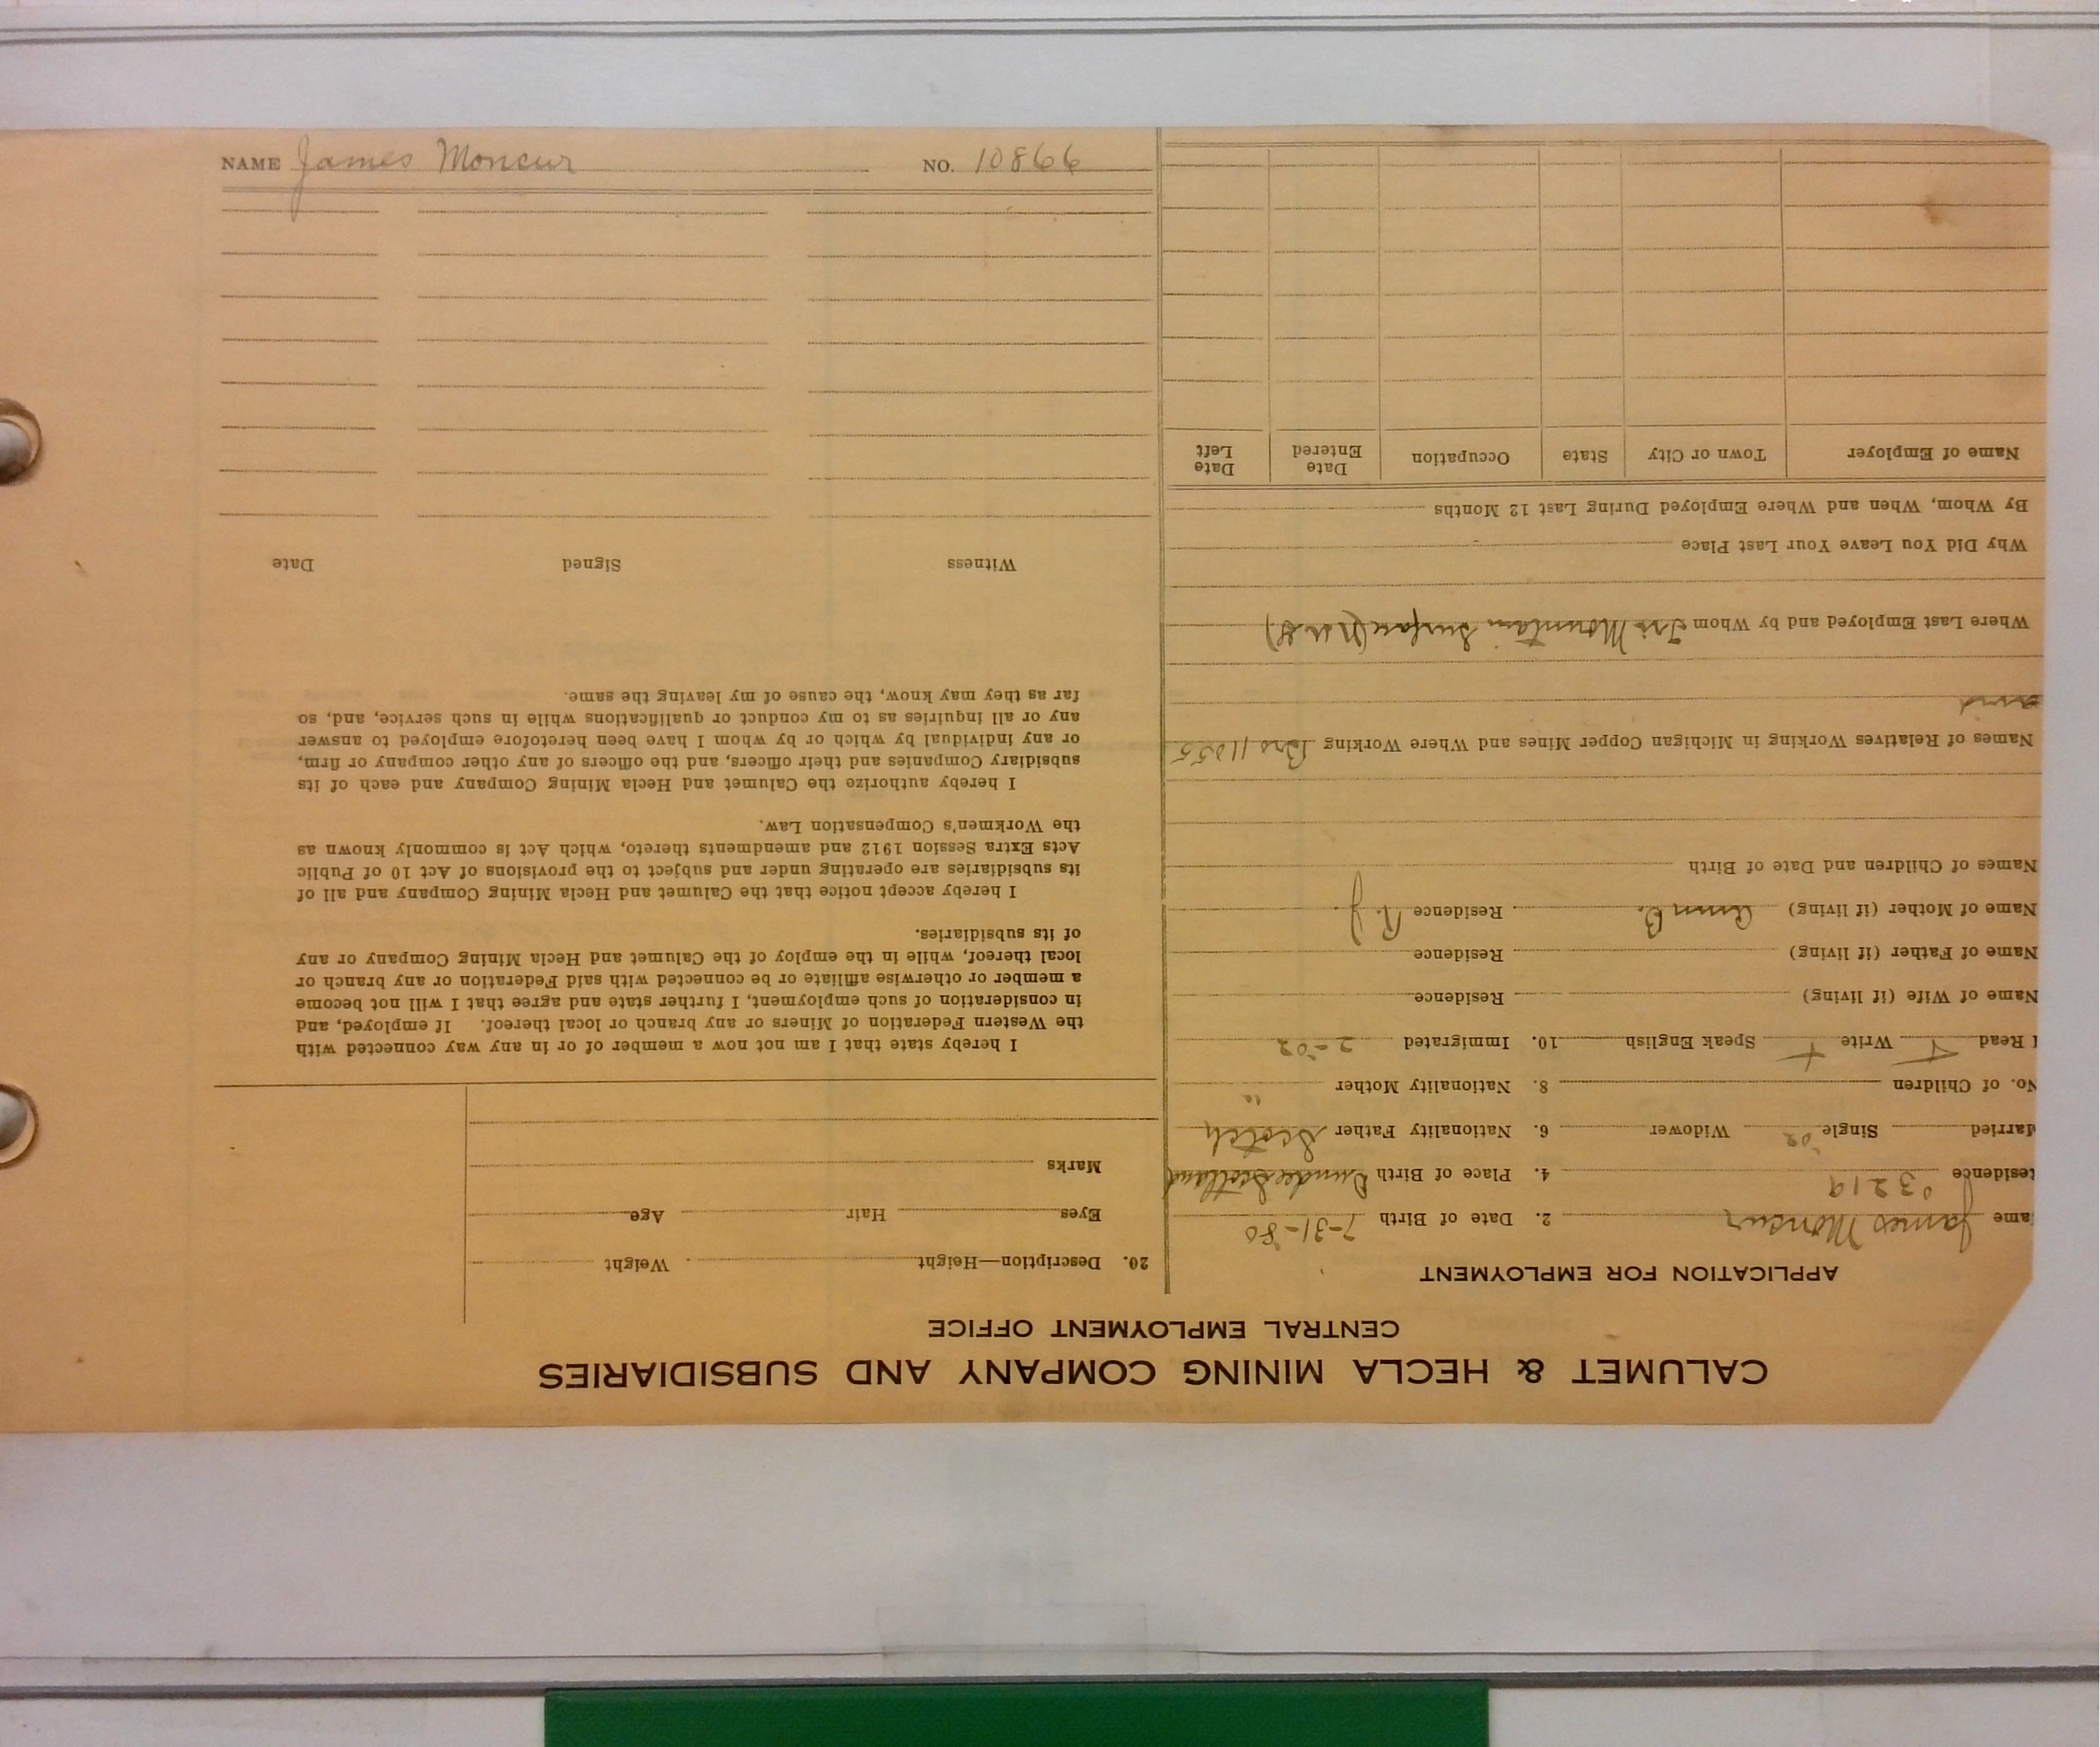 NAME James Moncur NO. 10866
CALUMET & HECLA MINING COMPANY AND SUBSIDIARIES
CENTRAL EMPLOYMENT OFFICE
APPLICATION FOR EMPLOYMENT
ame James Moncur 2. Date of Birth 7-31-80
esidence 3219 4. Place of Birth Dundee Scotland
Married Single '02 Widower 6. Nationality Father Scotch
No. of Children 8. Nationality Mother "
Read + Write + Speak English 10. Immigrated 2-02
Name of Wife (if living) Residence
Name of Father (if living) Residence
Name of Mother (if living) Ann B. Residence R. J.
Names of Children and Date of Birth
Names of Relatives Working in Michigan Copper Mines and Where Working Bro 11055
Where Last Employed and by Whom Iri Mountain Surface
Why Did You Leave Your Last Place
By Whom, When and Where Employed During Last 12 Months
Name of Employer Town or City State Occupation Date Entered Date Left
20. Description—Height Weight
Eyes Hair Age
Marks
I hereby state that I am not now a member of or in any way connected with
the Western Federation of Miners or any branch or local thereof. If employed, and
in consideration of such employment, I further state and agree that I will not become
a member or otherwise affiliate or be connected with said Federation or any branch or
local thereof, while in the employ of the Calumet and Hecla Mining Company or any
of its subsidiaries.
I hereby accept notice that the Calumet and Hecla Mining Company and all of
its subsidiaries are operating under and subject to the provisions of Act 10 of Public
Acts Extra Session 1912 and amendments thereto, which Act is commonly known as
the Workmen's Compensation Law.
I hereby authorize the Calumet and Hecla Mining Company and each of its
subsidiary Companies and their officers, and the officers of any other company or firm,
or any individual by which or by whom I have been heretofore employed to answer
any or all inquiries as to my conduct or qualifications while in such service, and, so
far as they may know, the cause of my leaving the same.
Witness Signed Date